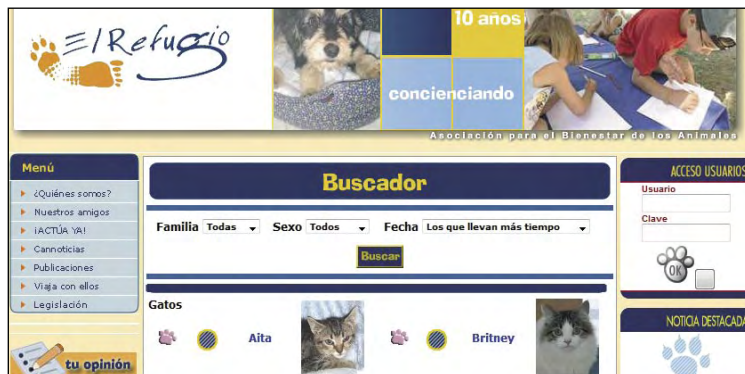 El Refugio
10 años
concienciando
Asociación para el Bienestar de los Animales
Menú
¿Quiénes somos?
Nuestros amigos
¡ACTÚA YA!
Cannoticias
Publicaciones
Viaja con ellos
Legislación
tu opinión
Buscador
Familia Todas Sexo Todos Fecha Los que llevan más tiempo
Buscar
Gatos
Aita Britney
ACCESO USUARIOS
Usuario
Clave
OK
NOTICIA DESTACADA